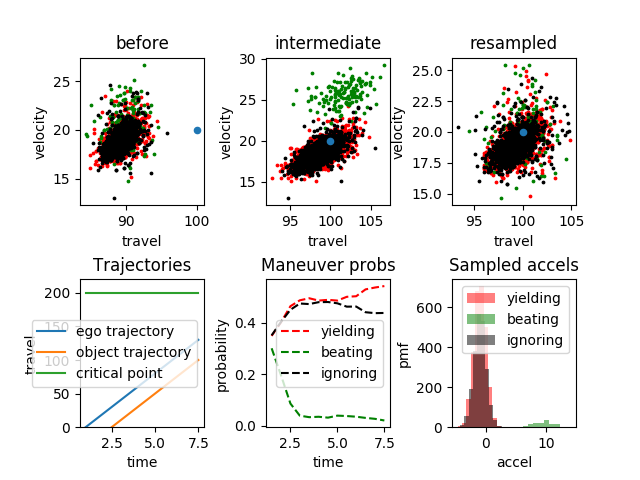 before
intermediate
resampled
velocity
25
20
15
90
100
travel
velocity
30
25
20
15
95
100
105
travel
velocity
25.0
22.5
20.0
17.5
15.0
95
100
105
travel
Trajectories
Maneuver probs
Sampled accels
travel
200
150
100
50
0
ego trajectory
object trajectory
critical point
2.5
5.0
7.5
time
probability
0.4
0.2
0.0
yielding
beating
ignoring
2.5
5.0
7.5
time
pmf
600
400
200
0
yielding
beating
ignoring
0
10
accel